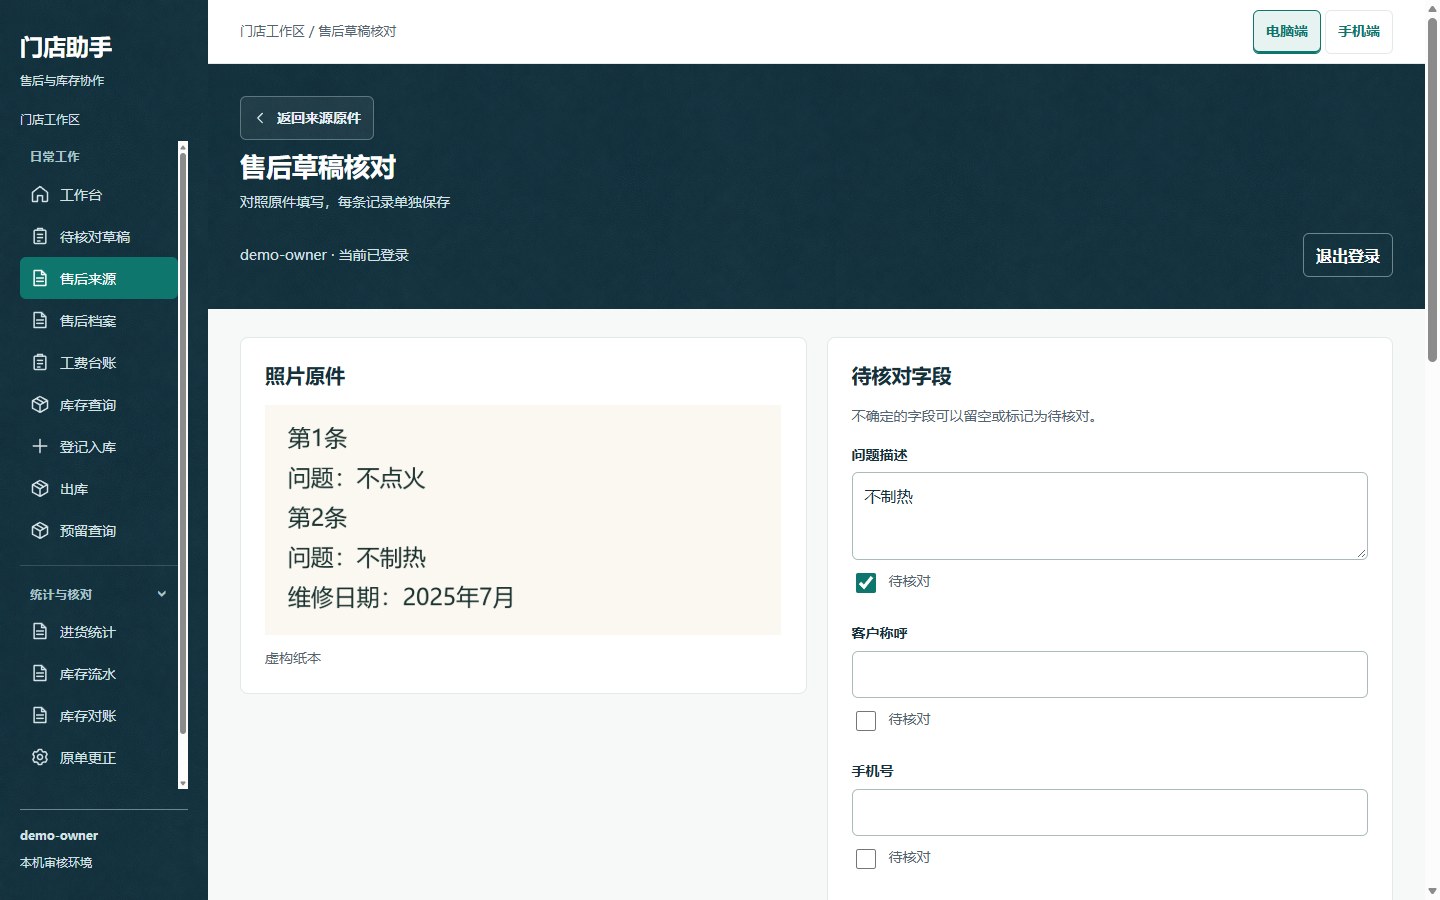 门店助手
售后与库存协作
门店工作区
日常工作
工作台
待核对草稿
售后来源
售后档案
工费台账
库存查询
登记入库
出库
预留查询
统计与核对
进货统计
库存流水
库存对账
原单更正
demo-owner
本机审核环境
门店工作区 / 售后草稿核对
电脑端
手机端
返回来源原件
售后草稿核对
对照原件填写，每条记录单独保存
demo-owner · 当前已登录
退出登录
照片原件
第1条
问题：不点火
第2条
问题：不制热
维修日期：2025年7月
虚构纸本
待核对字段
不确定的字段可以留空或标记为待核对。
问题描述
不制热
待核对
客户称呼
待核对
手机号
待核对